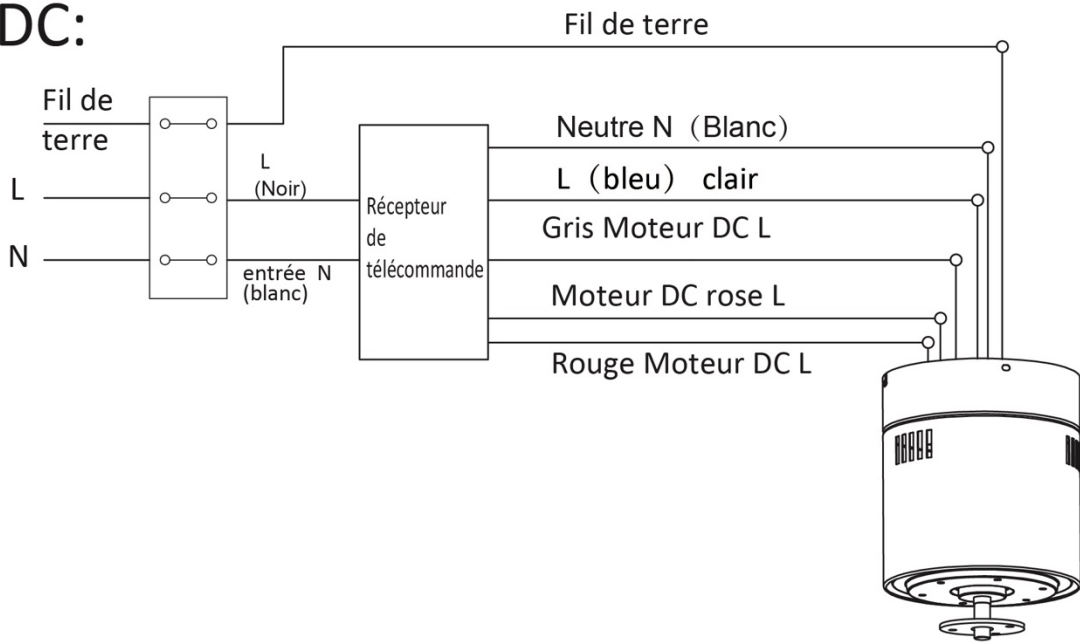 DC:
Fil de terre
Fil de
terre
L
N
L
(Noir)
entrée N
(blanc)
Récepteur
de
télécommande
Neutre N（Blanc）
L（bleu） clair
Gris Moteur DC L
Moteur DC rose L
Rouge Moteur DC L